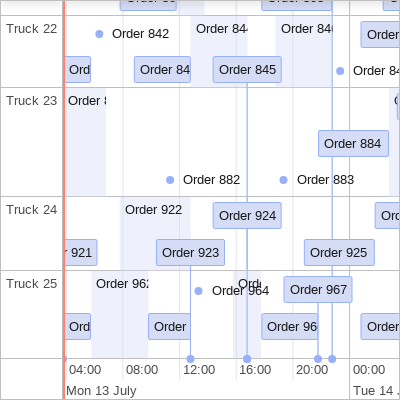 Truck 22
Order 842
Order 84
Order 84
Ord
Order 84
Order 845
Order
Order 84
Truck 23
Order
Order 884
Order 882
Order 883
Truck 24
Order 922
Order 924
Ord
921
Order 923
Order 925
Truck 25
Order 962
Ord
Order 964
Order 967
Ord
Order
Order 96
Order
04:00
08:00
12:00
16:00
20:00
00:00
Mon 13 July
Tue 14